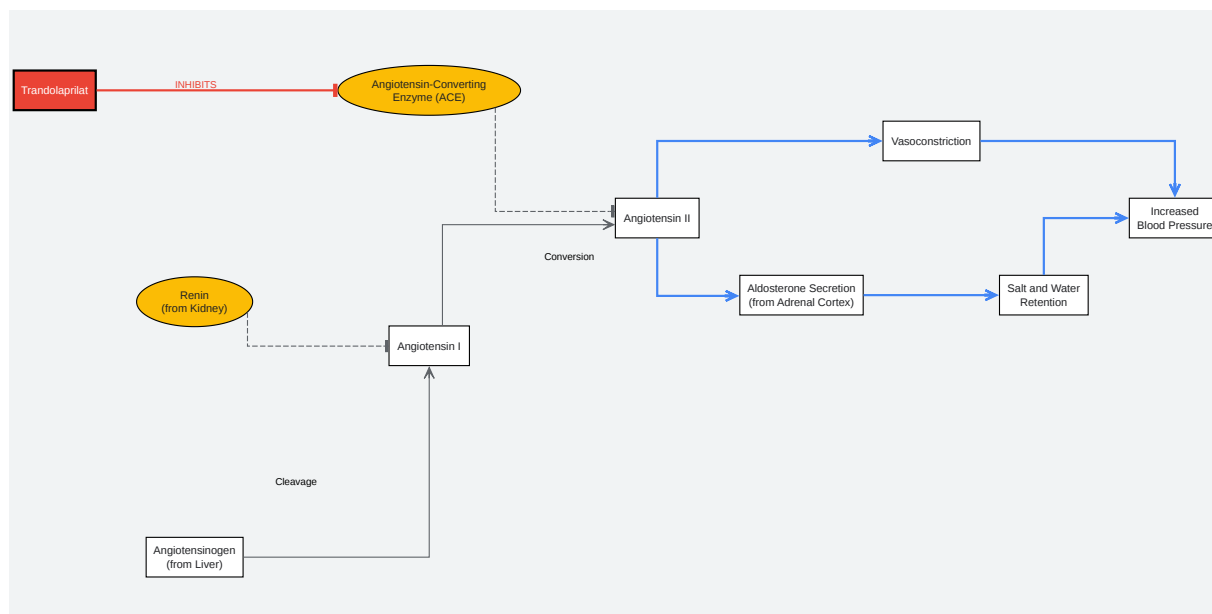 Trandolaprilat
INHIBITS
Angiotensin-Converting
Enzyme (ACE)
Vasoconstriction
Angiotensin II
Increased
Blood Pressure
Conversion
Renin
(from Kidney)
Aldosterone Secretion
(from Adrenal Cortex)
Salt and Water
Retention
Angiotensin I
Cleavage
Angiotensinogen
(from Liver)